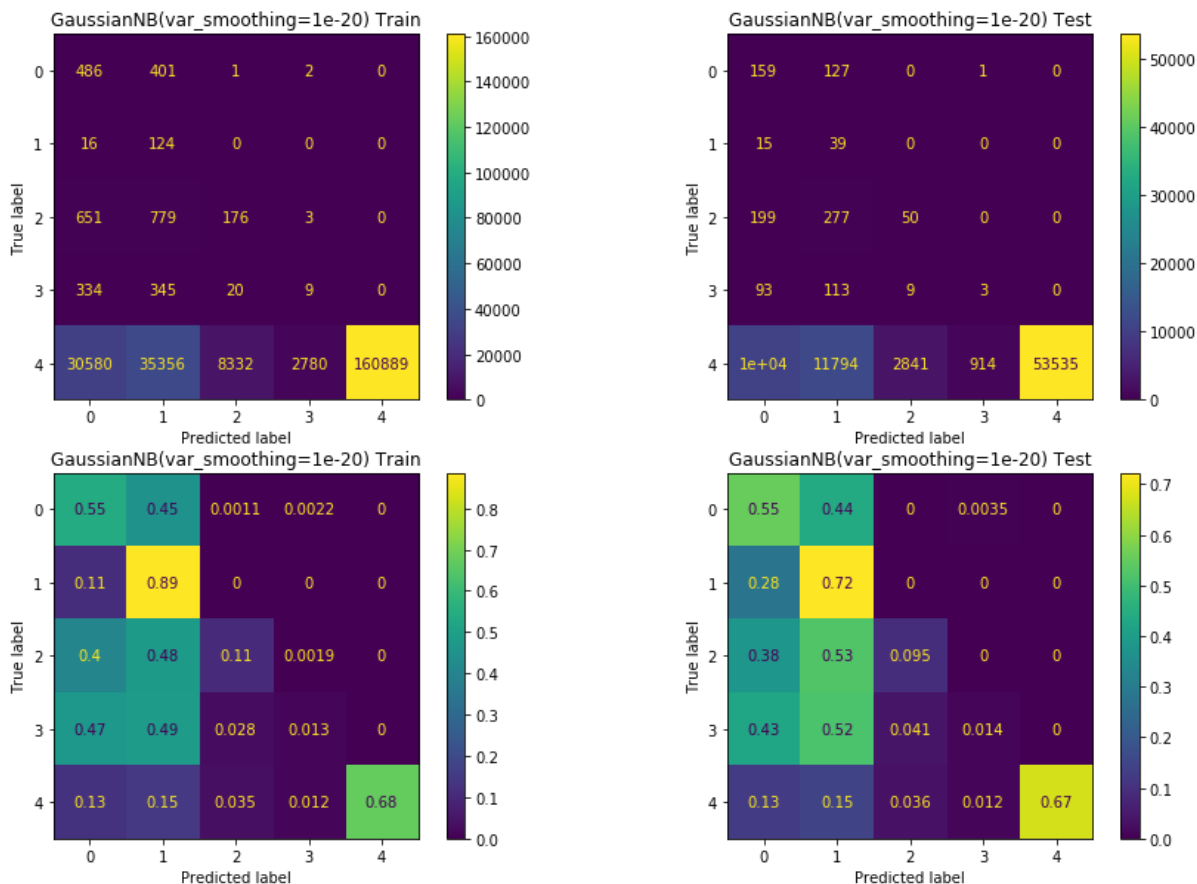 GaussianNB(var_smoothing=1e-20) Train
0 486 401 1 2 0
1 16 124 0 0 0
2 651 779 176 3 0
3 334 345 20 9 0
4 30580 35356 8332 2780 160889
0 1 2 3 4
True label
Predicted label
160000
140000
120000
100000
80000
60000
40000
20000
0
GaussianNB(var_smoothing=1e-20) Test
0 159 127 0 1 0
1 15 39 0 0 0
2 199 277 50 0 0
3 93 113 9 3 0
4 1e+04 11794 2841 914 53535
0 1 2 3 4
True label
Predicted label
50000
40000
30000
20000
10000
0
GaussianNB(var_smoothing=1e-20) Train
0 0.55 0.45 0.0011 0.0022 0
1 0.11 0.89 0 0 0
2 0.4 0.48 0.11 0.0019 0
3 0.47 0.49 0.028 0.013 0
4 0.13 0.15 0.035 0.012 0.68
0 1 2 3 4
True label
Predicted label
0.8
0.7
0.6
0.5
0.4
0.3
0.2
0.1
0.0
GaussianNB(var_smoothing=1e-20) Test
0 0.55 0.44 0 0.0035 0
1 0.28 0.72 0 0 0
2 0.38 0.53 0.095 0 0
3 0.43 0.52 0.041 0.014 0
4 0.13 0.15 0.036 0.012 0.67
0 1 2 3 4
True label
Predicted label
0.7
0.6
0.5
0.4
0.3
0.2
0.1
0.0